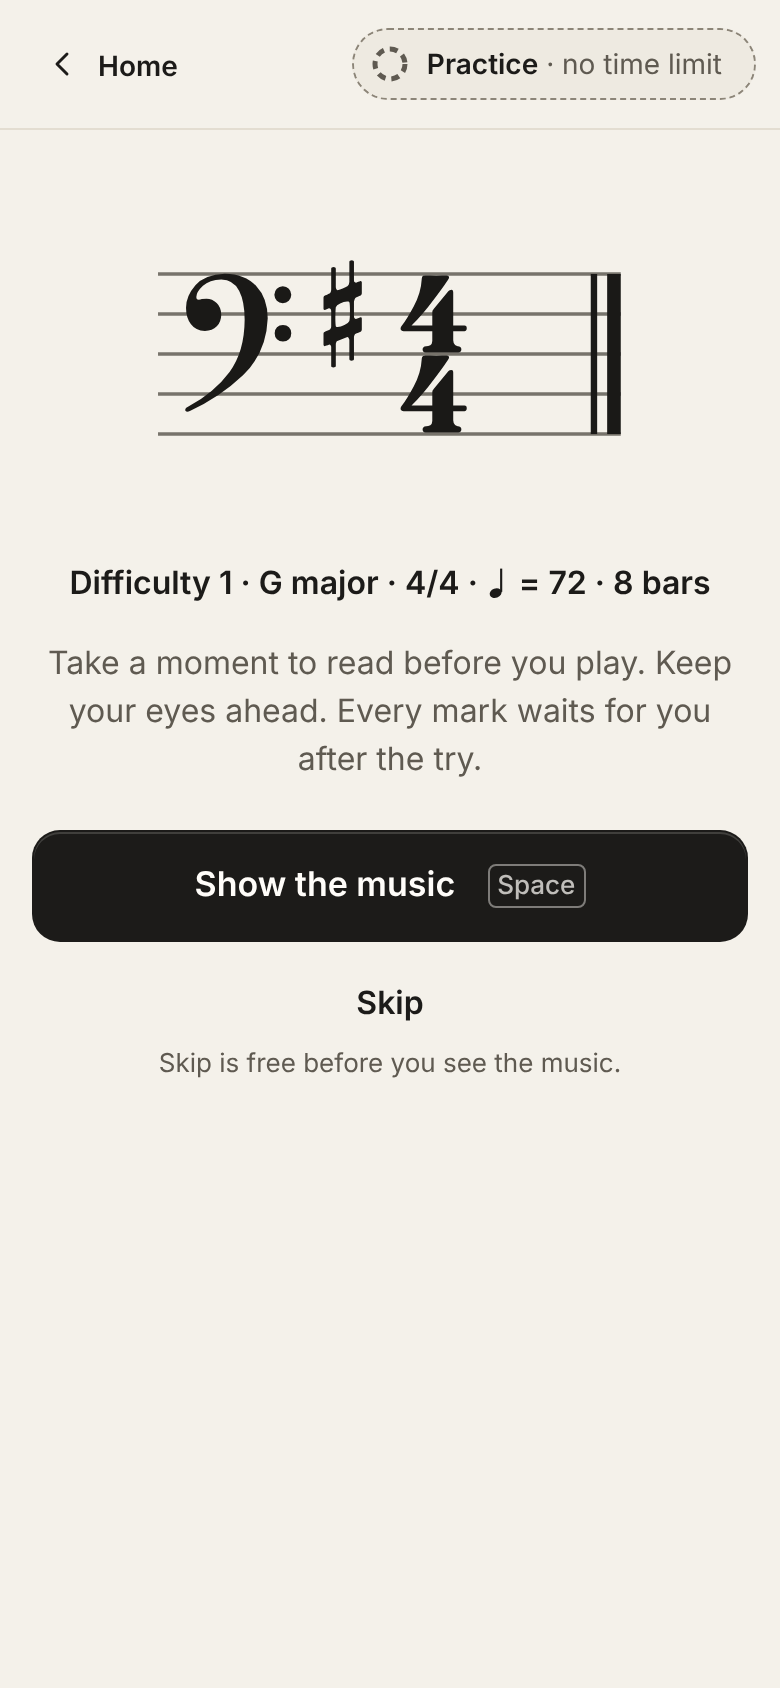 Home
Practice · no time limit
4
4
Difficulty 1 · G major · 4/4 · ♩ = 72 · 8 bars
Take a moment to read before you play. Keep
your eyes ahead. Every mark waits for you
after the try.
Show the music Space
Skip
Skip is free before you see the music.